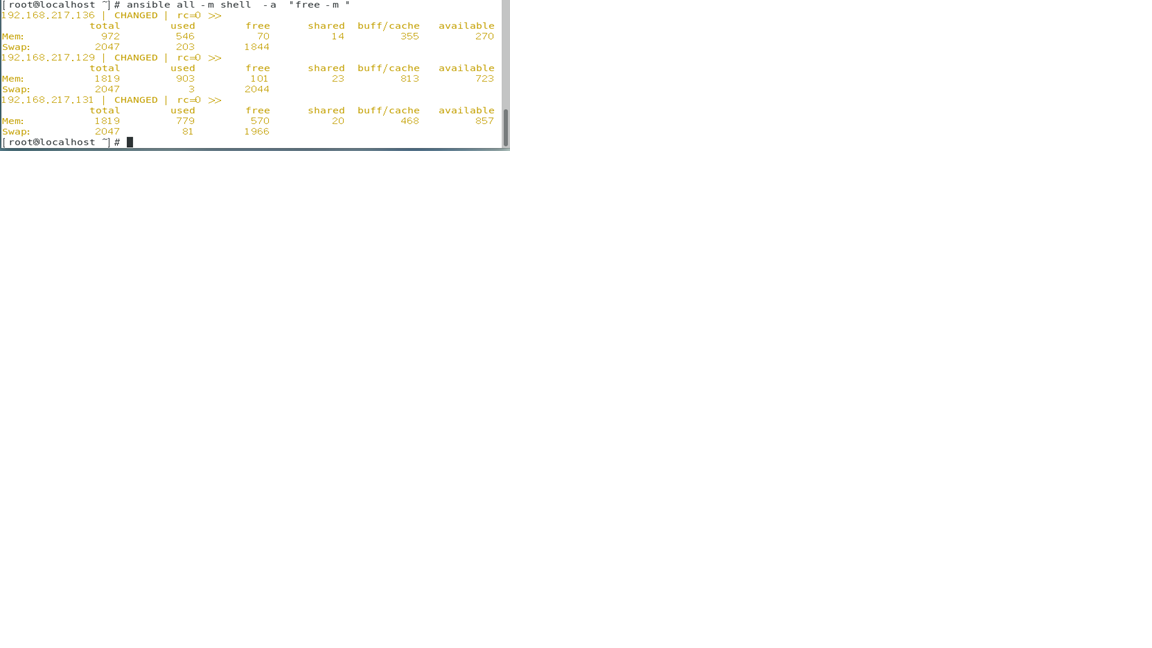 [root@localhost ~]# ansible all -m shell  -a  "free -m "
192.168.217.136 | CHANGED | rc=0 >>
              total        used        free      shared  buff/cache   available
Mem:            972         546          70          14         355         270
Swap:          2047         203        1844
192.168.217.129 | CHANGED | rc=0 >>
              total        used        free      shared  buff/cache   available
Mem:           1819         903         101          23         813         723
Swap:          2047           3        2044
192.168.217.131 | CHANGED | rc=0 >>
              total        used        free      shared  buff/cache   available
Mem:           1819         779         570          20         468         857
Swap:          2047          81        1966
[root@localhost ~]#